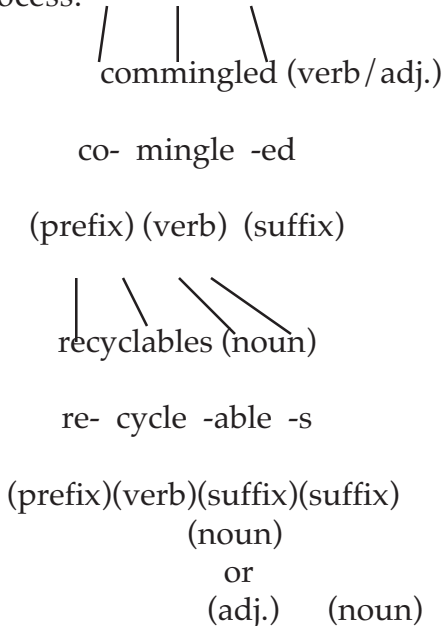 commingled (verb/adj.)
co- mingle -ed
(prefix) (verb) (suffix)
recyclables (noun)
re- cycle -able -s
(prefix)(verb)(suffix)(suffix)
(noun)
or
(adj.) (noun)